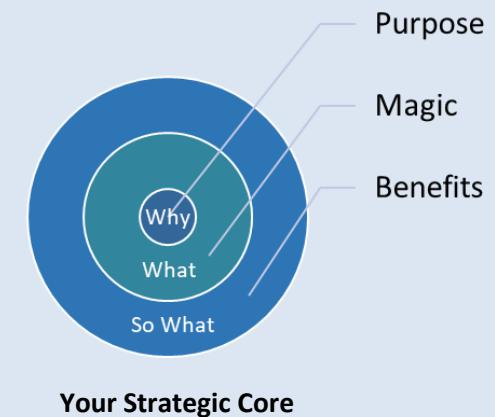 Purpose
Magic
Benefits
Why
What
So What
Your Strategic Core